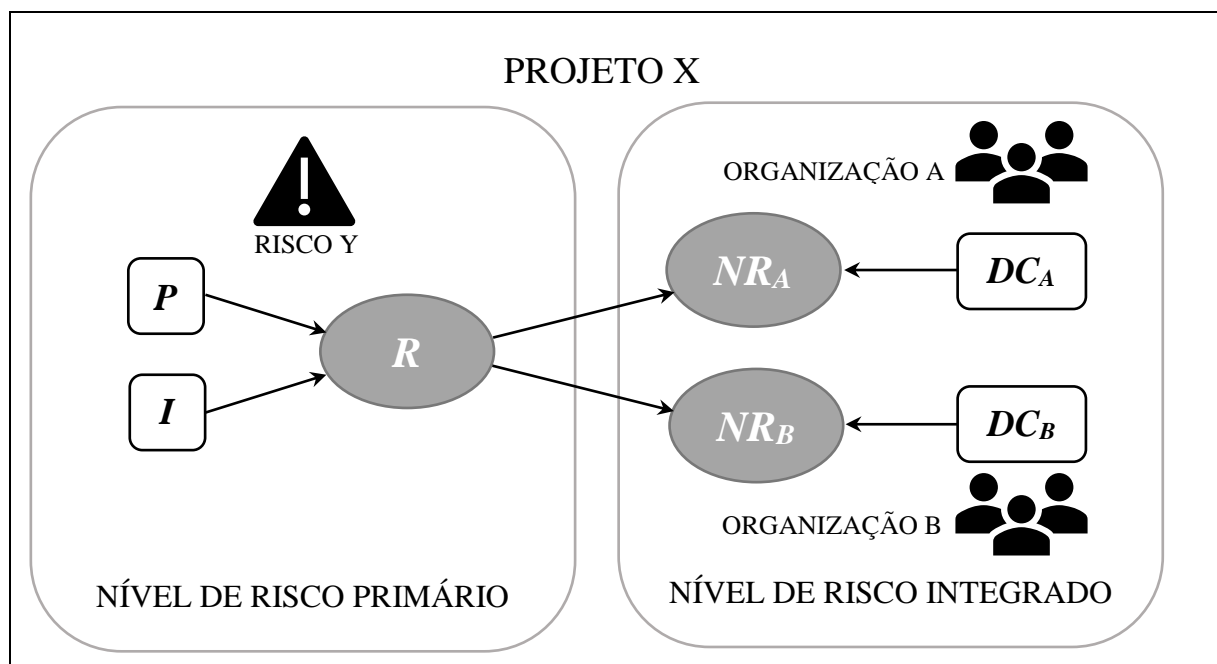 PROJETO X
RISCO Y
P
I
R
NÍVEL DE RISCO PRIMÁRIO
ORGANIZAÇÃO A
NR_A
DC_A
NR_B
DC_B
ORGANIZAÇÃO B
NÍVEL DE RISCO INTEGRADO